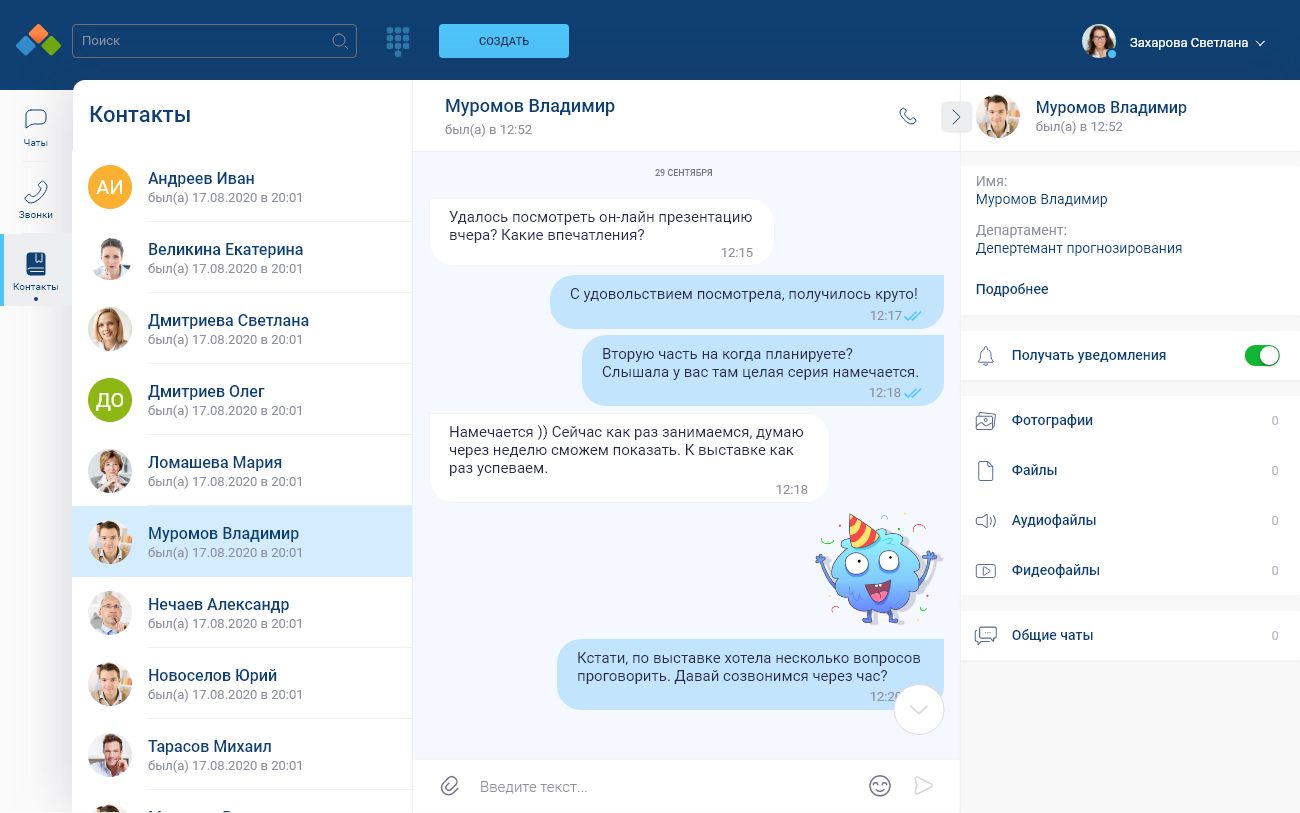 Поиск
СОЗДАТЬ
Захарова Светлана
Чаты
Звонки
Контакты
Контакты
АИ
Андреев Иван
был(а) 17.08.2020 в 20:01
Великина Екатерина
был(а) 17.08.2020 в 20:01
Дмитриева Светлана
был(а) 17.08.2020 в 20:01
ДО
Дмитриев Олег
был(а) 17.08.2020 в 20:01
Ломашева Мария
был(а) 17.08.2020 в 20:01
Муромов Владимир
был(а) 17.08.2020 в 20:01
Нечаев Александр
был(а) 17.08.2020 в 20:01
Новоселов Юрий
был(а) 17.08.2020 в 20:01
Тарасов Михаил
был(а) 17.08.2020 в 20:01
Муромов Владимир
был(а) в 12:52
29 СЕНТЯБРЯ
Удалось посмотреть он-лайн презентацию
вчера? Какие впечатления?
12:15
С удовольствием посмотрела, получилось круто!
12:17
Вторую часть на когда планируете?
Слышала у вас там целая серия намечается.
12:18
Намечается )) Сейчас как раз занимаемся, думаю
через неделю сможем показать. К выставке как
раз успеваем.
12:18
Кстати, по выставке хотела несколько вопросов
проговорить. Давай созвонимся через час?
Введите текст...
Муромов Владимир
был(а) в 12:52
Имя:
Муромов Владимир
Департамент:
Депертемант прогнозирования
Подробнее
Получать уведомления
Фотографии 0
Файлы 0
Аудиофайлы 0
Фидеофайлы 0
Общие чаты 0